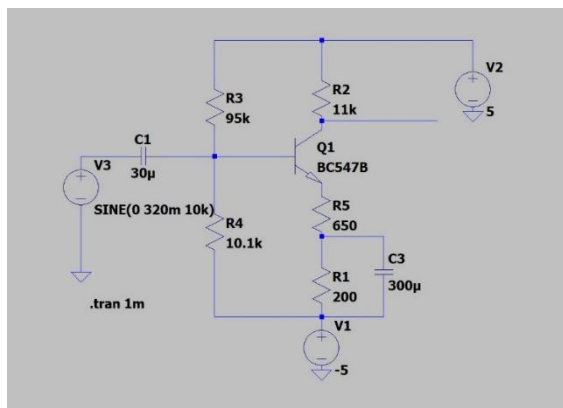 V2
5
R2
11k
R3
95k
C1
30µ
Q1
BC547B
V3
SINE(0 320m 10k)
R4
10.1k
R5
650
C3
300µ
R1
200
.tran 1m
V1
-5
+
+
+